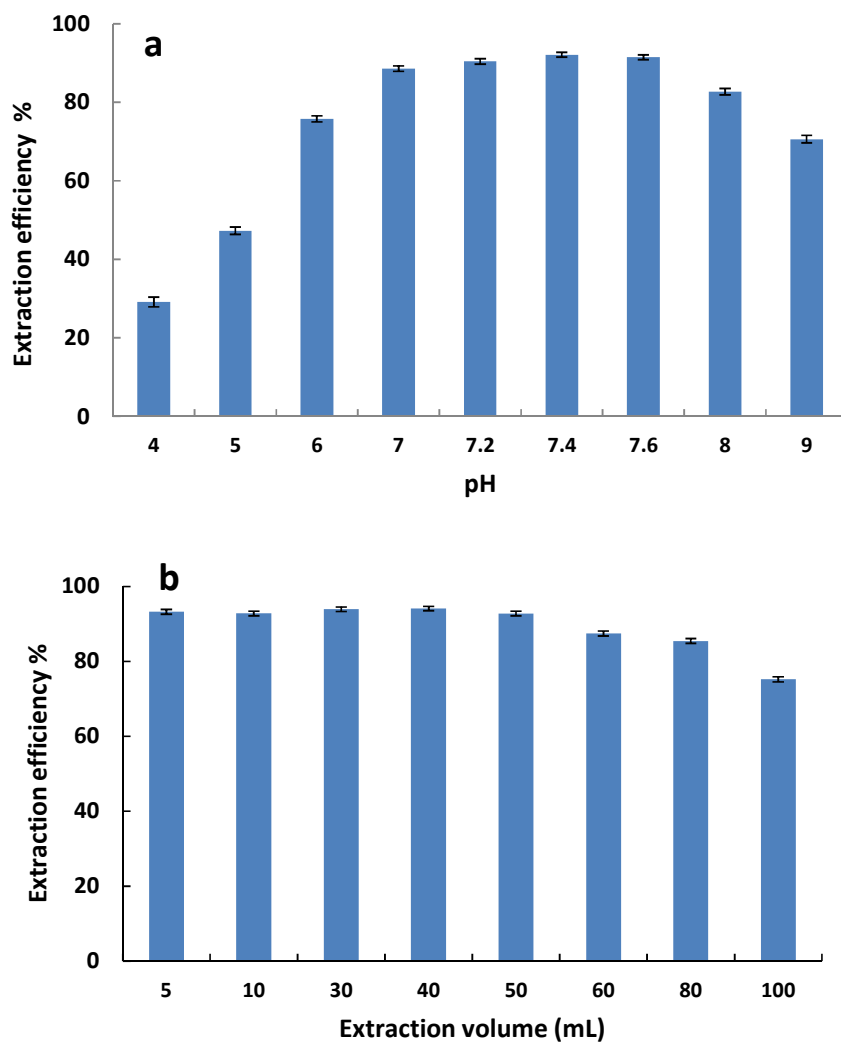 a
Extraction efficiency %
100
80
60
40
20
0
4 5 6 7 7.2 7.4 7.6 8 9
pH
b
Extraction efficiency %
100
80
60
40
20
0
5 10 30 40 50 60 80 100
Extraction volume (mL)